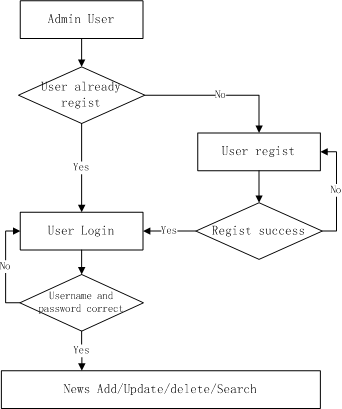 Admin User
User already
regist
No
User regist
Yes
No
User Login
Yes
Regist success
No
Username and
password correct
Yes
News Add/Update/delete/Search